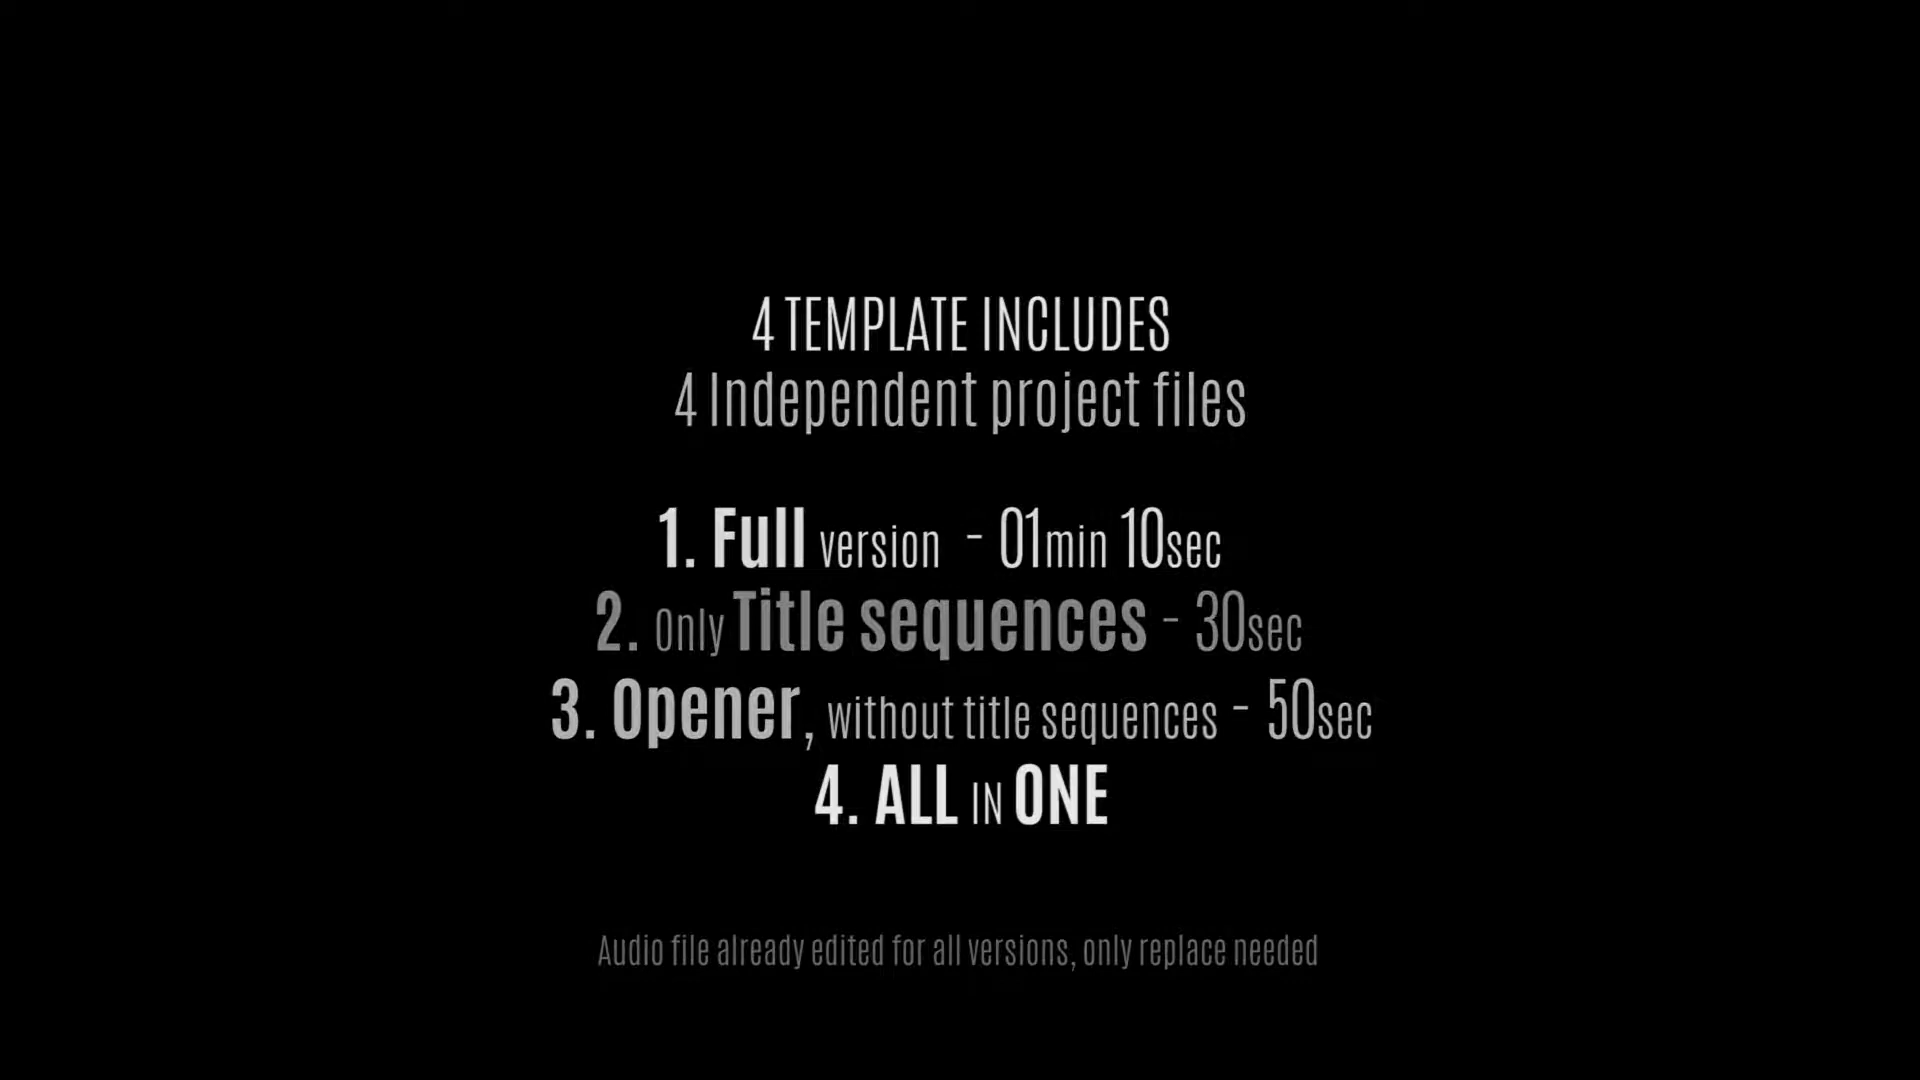 4 TEMPLATE INCLUDES
4 Independent project files
1. Full version - 01min 10sec
2. Only Title sequences - 30sec
3. Opener, without title sequences - 50sec
4. ALL IN ONE
Audio file already edited for all versions, only replace needed